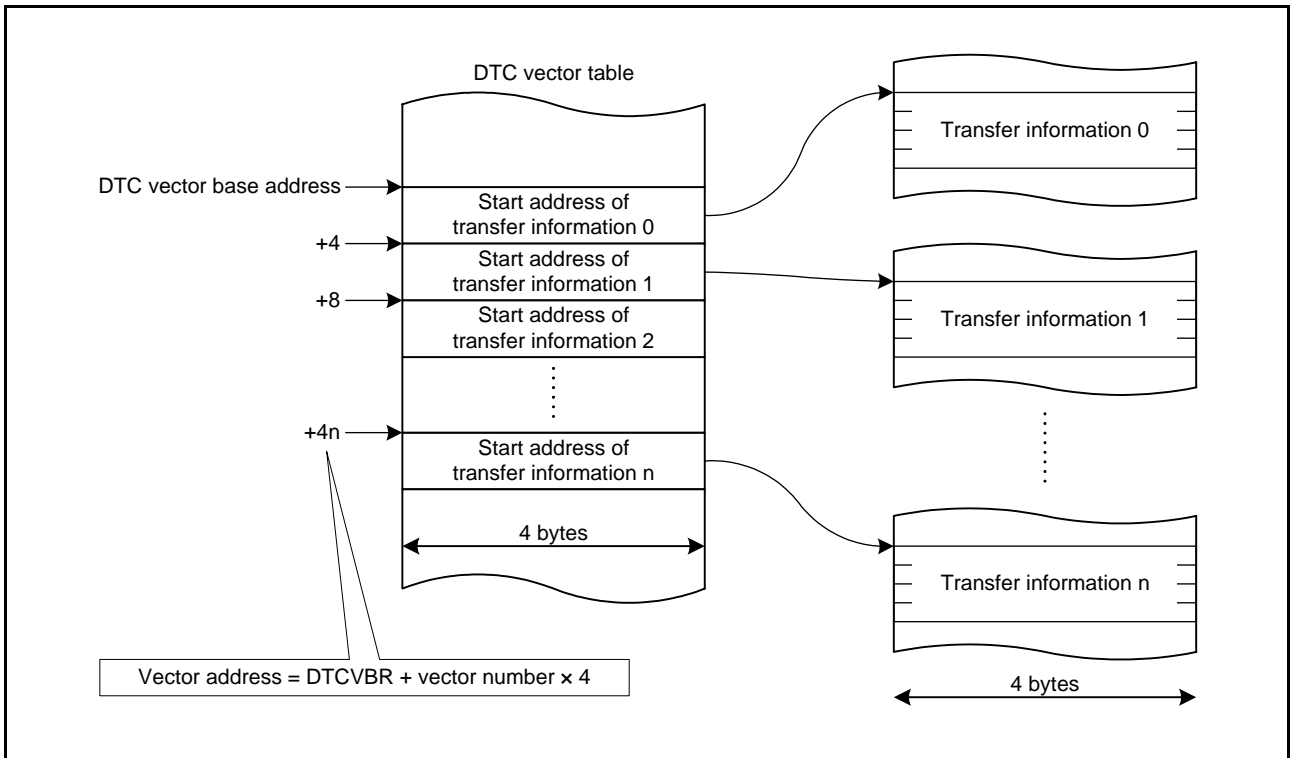 DTC vector table
DTC vector base address
Start address of
transfer information 0
+4
Start address of
transfer information 1
+8
Start address of
transfer information 2
+4n
Start address of
transfer information n
4 bytes
Vector address = DTCVBR + vector number × 4
Transfer information 0
Transfer information 1
Transfer information n
4 bytes